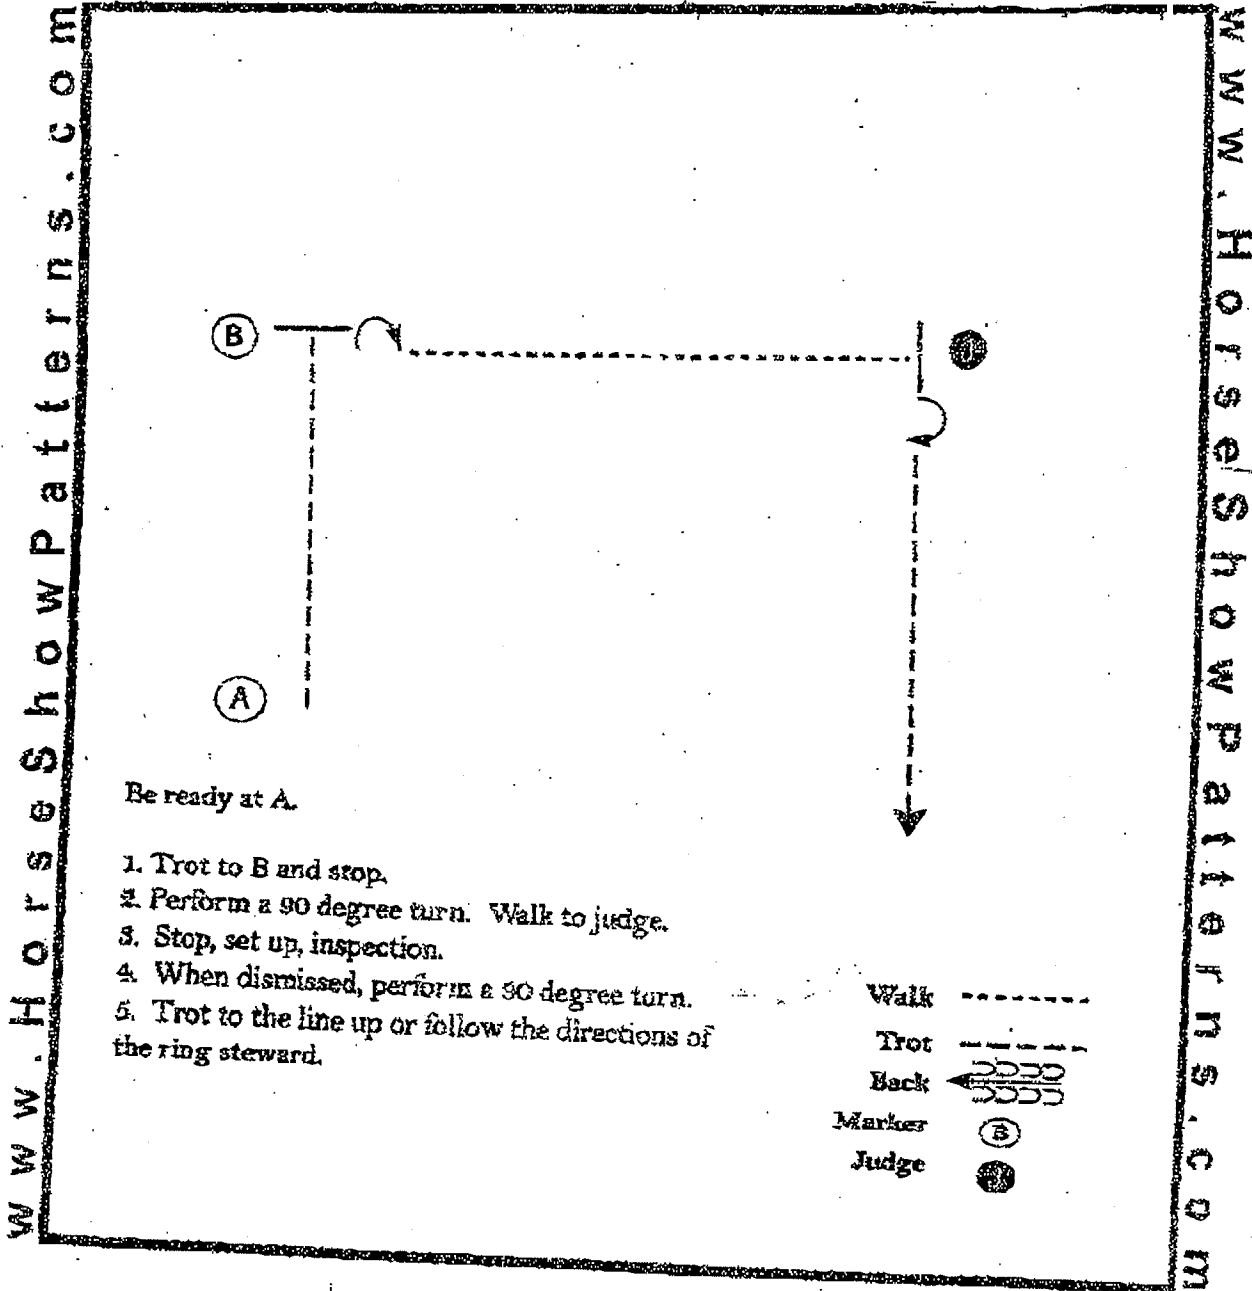 www.HorseShowPatterns.com
www.HorseShowPatterns.com
B
A
Be ready at A.
1. Trot to B and stop.
2. Perform a 90 degree turn. Walk to judge.
3. Stop, set up, inspection.
4. When dismissed, perform a 90 degree turn.
5. Trot to the line up or follow the directions of
the ring steward.
Walk
Trot
Back
Marker B
Judge